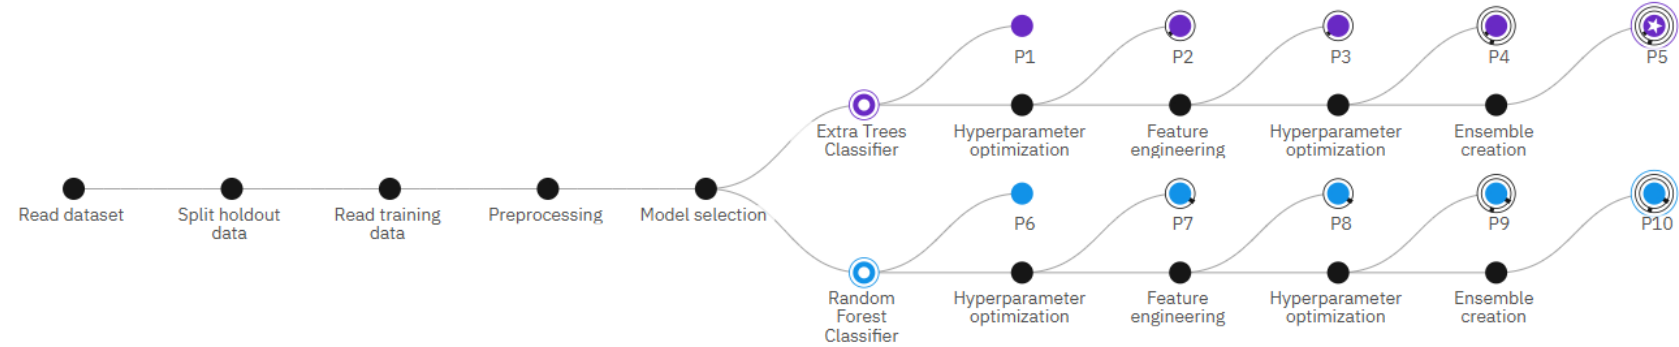 P1
P2
P3
P4
P5
Extra Trees
Classifier
Hyperparameter
optimization
Feature
engineering
Hyperparameter
optimization
Ensemble
creation
Read dataset
Split holdout
data
Read training
data
Preprocessing
Model selection
P6
P7
P8
P9
P10
Random
Forest
Classifier
Hyperparameter
optimization
Feature
engineering
Hyperparameter
optimization
Ensemble
creation